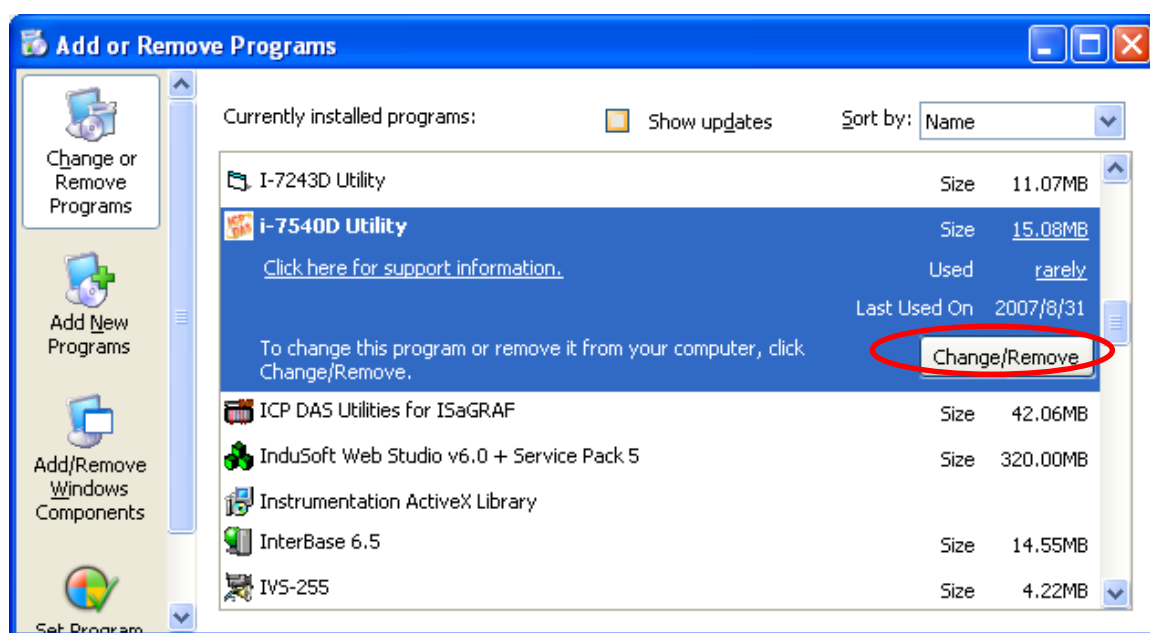 Add or Remove Programs
Change or
Remove
Programs
Add New
Programs
Add/Remove
Windows
Components
Set Program
Currently installed programs:
Show updates
Sort by: Name
I-7243D Utility Size 11.07MB
i-7540D Utility Size 15.08MB
Click here for support information. Used rarely
Last Used On 2007/8/31
To change this program or remove it from your computer, click
Change/Remove.
Change/Remove
ICP DAS Utilities for ISaGRAF Size 42.06MB
InduSoft Web Studio v6.0 + Service Pack 5 Size 320.00MB
Instrumentation ActiveX Library
InterBase 6.5 Size 14.55MB
IVS-255 Size 4.22MB